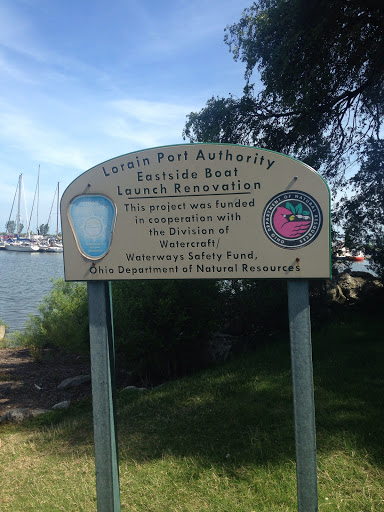 Lorain Port Authority
Eastside Boat
Launch Renovation
This project was funded
in cooperation with
the Division of
Watercraft/
Waterways Safety Fund,
Ohio Department of Natural Resources